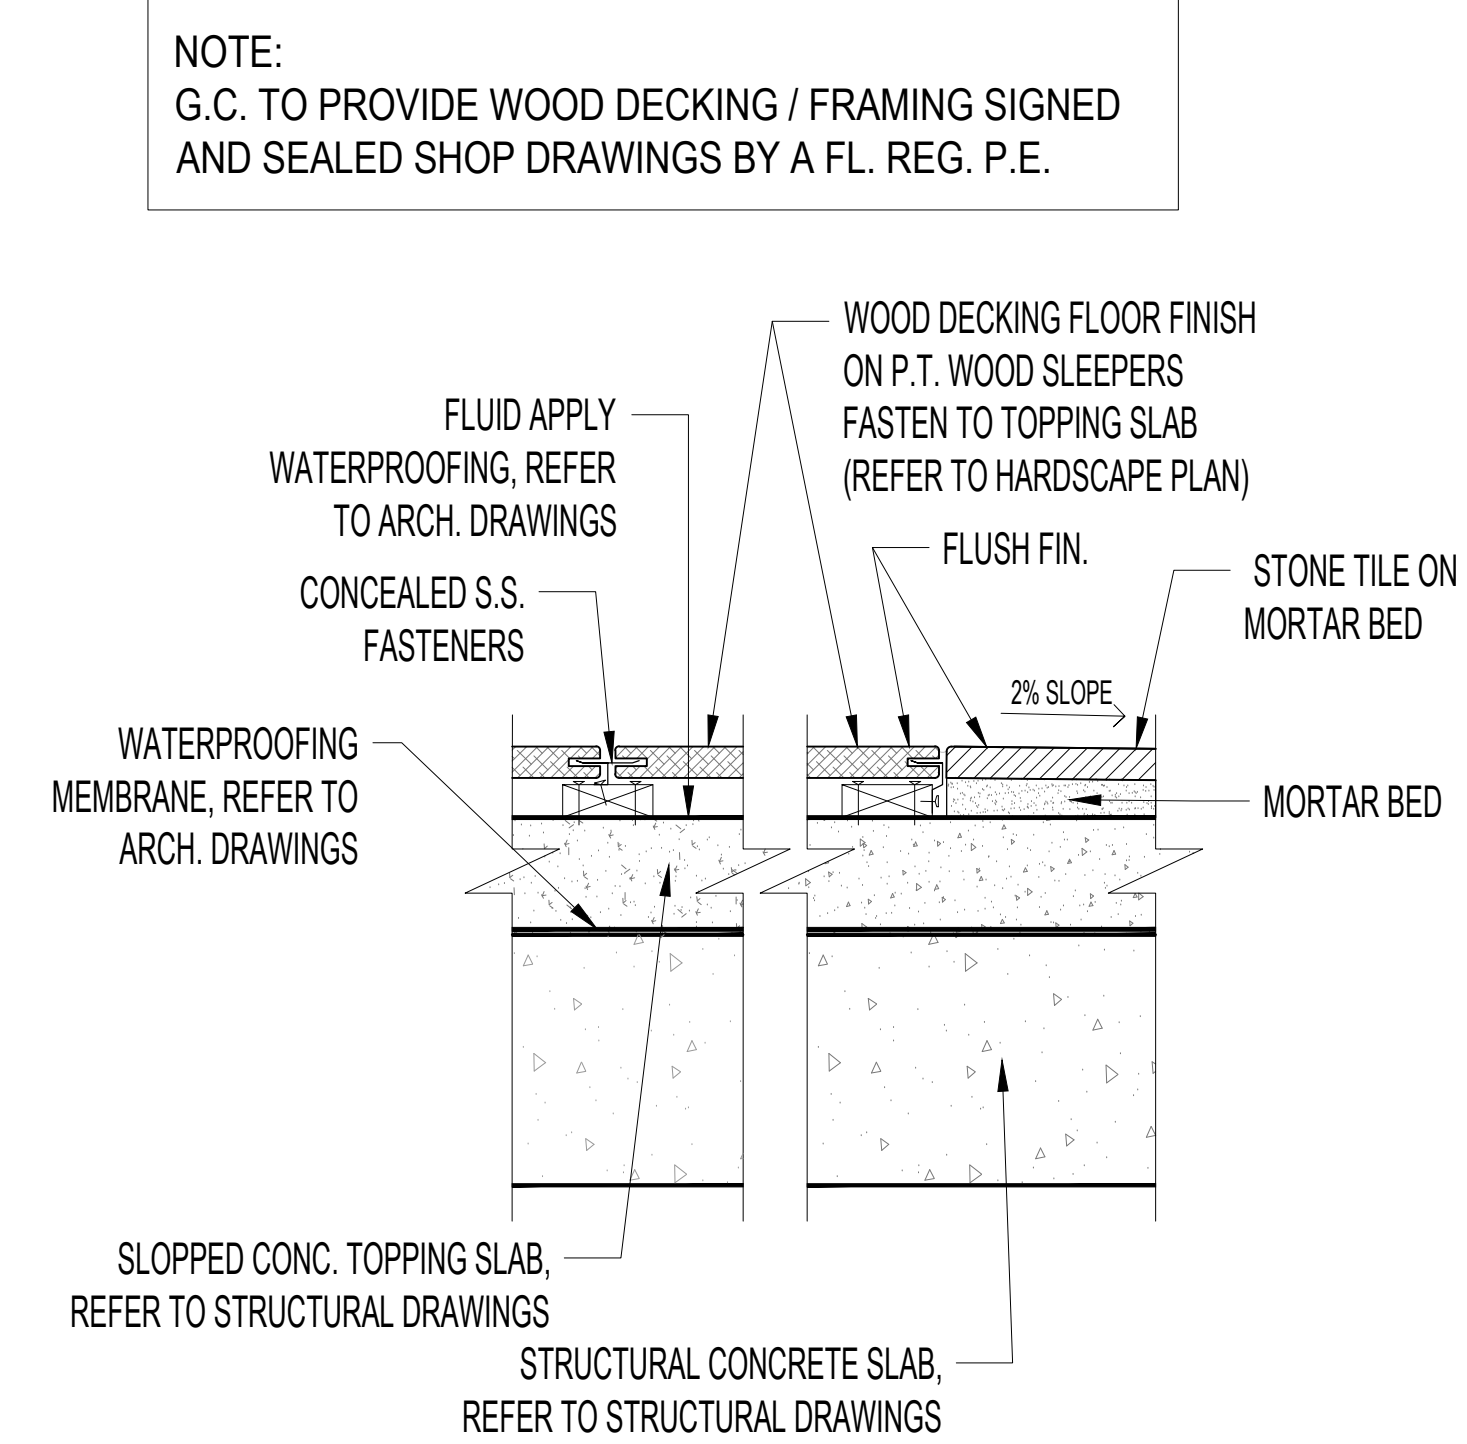 NOTE:
G.C. TO PROVIDE WOOD DECKING / FRAMING SIGNED
AND SEALED SHOP DRAWINGS BY A FL. REG. P.E.
WOOD DECKING FLOOR FINISH
ON P.T. WOOD SLEEPERS
FASTEN TO TOPPING SLAB
(REFER TO HARDSCAPE PLAN)
FLUID APPLY
WATERPROOFING, REFER
TO ARCH. DRAWINGS
FLUSH FIN.
STONE TILE ON
MORTAR BED
CONCEALED S.S.
FASTENERS
2% SLOPE
WATERPROOFING
MEMBRANE, REFER TO
ARCH. DRAWINGS
MORTAR BED
SLOPPED CONC. TOPPING SLAB,
REFER TO STRUCTURAL DRAWINGS
STRUCTURAL CONCRETE SLAB,
REFER TO STRUCTURAL DRAWINGS